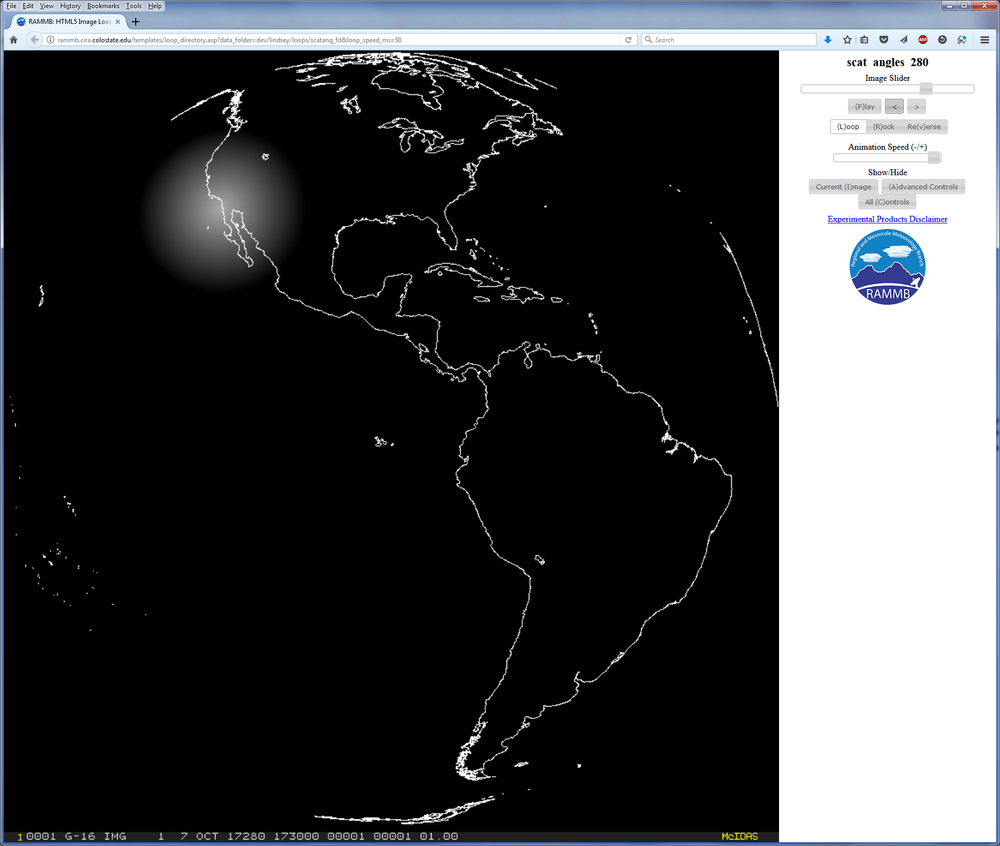 File Edit View History Bookmarks Tools Help
RAMMB: HTML5 Image Loop
rammb.cira.colostate.edu/templates/loop_directory.asp?data_folder=dev/lindsey/loops/scatang_fd&loop_speed_ms=50
Search
ABP
scat_angles_280
Image Slider
(P)lay < >
(L)oop (R)ock Re(v)erse
Animation Speed (-/+)
Show/Hide
Current (I)mage (A)dvanced Controls
All (C)ontrols
Experimental Products Disclaimer
Regional and Mesoscale Meteorology Branch
RAMMB
1 0001 G-16 IMG 1 7 OCT 17280 173000 00001 00001 01.00 McIDAS